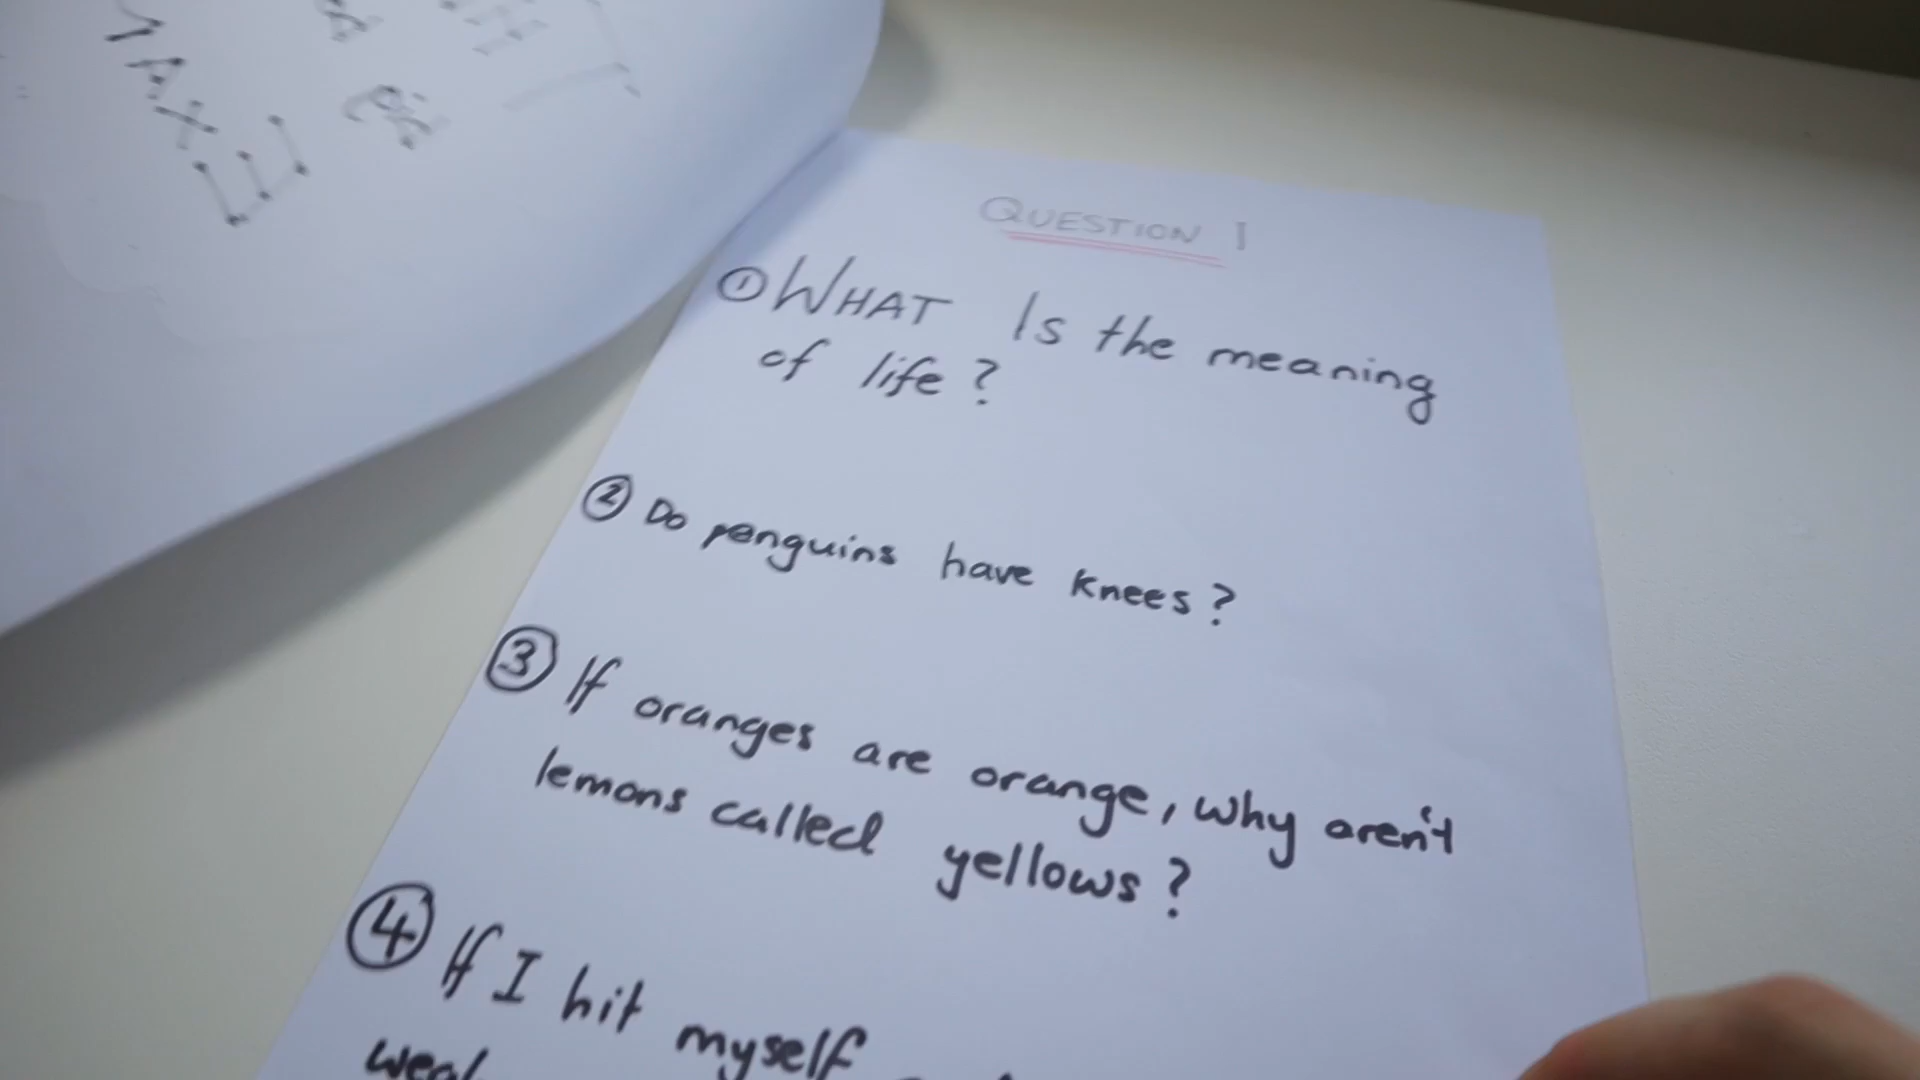 QUESTION 1
① WHAT Is the meaning
of life?
② Do penguins have knees?
③ If oranges are orange, why aren't
lemons called yellows?
④ If I hit myself